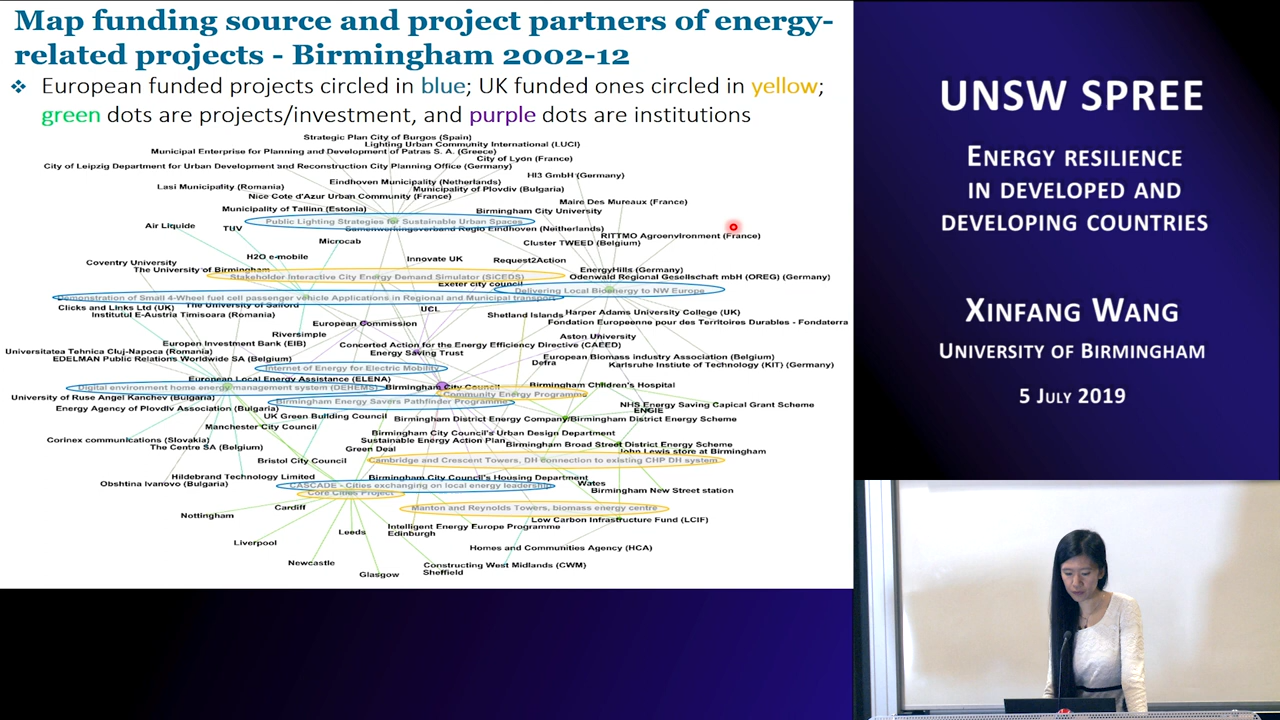 Map funding source and project partners of energy-
related projects - Birmingham 2002-12
❖ European funded projects circled in blue; UK funded ones circled in yellow;
green dots are projects/investment, and purple dots are institutions
Strategic Plan City of Burgos (Spain)
Lighting Urban Community International (LUCI)
Municipal Enterprise for Planning and Development of Patras S. A. (Greece)
City of Lyon (France)
City of Leipzig Department for Urban Development and Reconstruction City Planning Office (Germany)
HI3 GmbH (Germany)
Eindhoven Municipality (Netherlands)
Lasi Municipality (Romania)
Municipality of Plovdiv (Bulgaria)
Nice Cote d'Azur Urban Community (France)
Maire Des Mureaux (France)
Municipality of Tallinn (Estonia)
Birmingham City University
Public Lighting Strategies for Sustainable Urban Spaces
Air Liquide
TUV
Samenwerkingsverband Regio Eindhoven (Neitherlands)
RITTMO Agroenvironment (France)
Microcab
Cluster TWEED (Belgium)
H2O e-mobile
Innovate UK
Request2Action
Coventry University
The University of Birmingham
EnergyHills (Germany)
Stakeholder Interactive City Energy Demand Simulator (SiCEDS)
Odenwald Regional Gesellschaft mbH (OREG) (Germany)
Exeter city council
Delivering Local Bioenergy to NW Europe
Demonstration of Small 4-Wheel fuel cell passenger vehicle Applications in Regional and Municipal transport
Clicks and Links Ltd (UK)
The University of Salford
UCL
Institutul E-Austria Timisoara (Romania)
Shetland Islands
Harper Adams University College (UK)
European Commission
Fondation Europeenne pour des Territoires Durables - Fondaterra
Riversimple
Aston University
European Investment Bank (EIB)
Concerted Action for the Energy Efficiency Directive (CAEED)
Universitatea Tehnica Cluj-Napoca (Romania)
Energy Saving Trust
EDELMAN Public Relations Worldwide SA (Belgium)
European Biomass industry Association (Belgium)
Defra
Karlsruhe Instiute of Technology (KIT) (Germany)
Internet of Energy for Electric Mobility
European Local Energy Assistance (ELENA)
Digital environment home energy management system (DEHEMS)
Birmingham City Council
Birmingham Children's Hospital
Community Energy Programme
University of Ruse Angel Kanchev (Bulgaria)
Birmingham Energy Savers Pathfinder Programme
NHS Energy Saving Capical Grant Scheme
Energy Agency of Plovdiv Association (Bulgaria)
ENGIE
UK Green Building Council
Birmingham District Energy Company
Birmingham District Energy Scheme
Manchester City Council
Birmingham City Council's Urban Design Department
Corinex communications (Slovakia)
Sustainable Energy Action Plan
Birmingham Broad Street District Energy Scheme
The Centre SA (Belgium)
Green Deal
John Lewis store at Birmingham
Bristol City Council
Cambridge and Crescent Towers, DH connection to existing CHP DH system
Hildebrand Technology Limited
Birmingham City Council's Housing Department
Obshtina Ivanovo (Bulgaria)
CASCADE - Cities exchanging on local energy leadership
Wates
Core Cities Project
Birmingham New Street station
Cardiff
Manton and Reynolds Towers, biomass energy centre
Nottingham
Low Carbon Infrastructure Fund (LCIF)
Intelligent Energy Europe Programme
Leeds
Edinburgh
Liverpool
Homes and Communities Agency (HCA)
Newcastle
Constructing West Midlands (CWM)
Glasgow
Sheffield
UNSW SPREE
Energy resilience
in developed and
developing countries
Xinfang Wang
University of Birmingham
5 July 2019